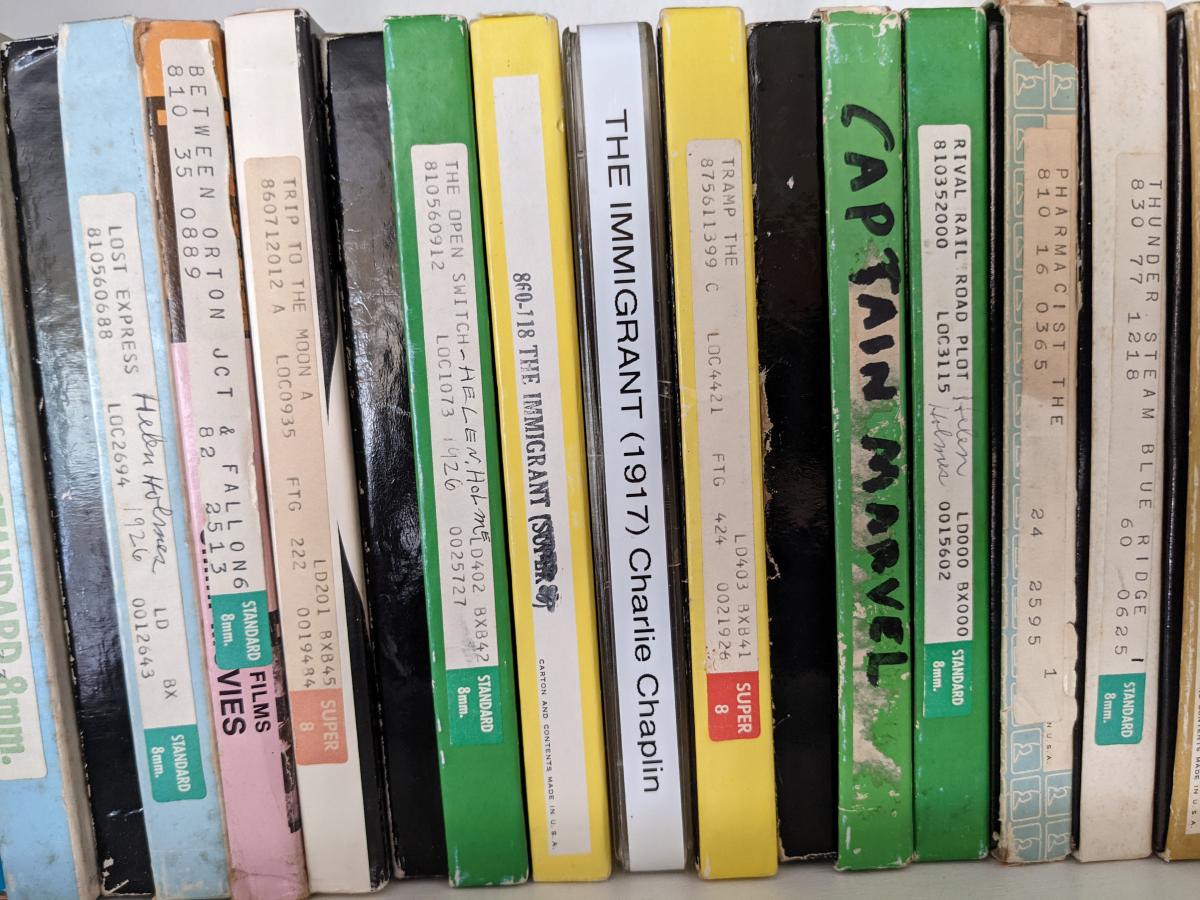 STANDARD 8mm.
LOST EXPRESS Helen Holmes
810560688 LOC2694 1926 LD BX
0012643
STANDARD
8mm.
BETWEEN ORTON JCT & FALLON6
810 35 0889 82 2513
STANDARD
8mm.
FILMS
VIES
TRIP TO THE MOON A LD201 BXB45
860712012 A LOC0935 FTG 222 0019484
SUPER
8
THE OPEN SWITCH-HELEN HOLME LD402 BXB42
810560912 LOC1073 1926 0025727
STANDARD
8mm.
860-118 THE IMMIGRANT (SUPER 8)
CARTON AND CONTENTS MADE IN U.S.A.
THE IMMIGRANT (1917) Charlie Chaplin
TRAMP THE LD403 BXB41
875611399 C LOC4421 FTG 424 0021926
SUPER
8
CAPTAIN MARVEL
RIVAL RAIL ROAD PLOT Helen LD000 BX000
810352000 LOC3115 Holmes 0015602
STANDARD
8mm.
PHARMACIST THE 1
810 16 0365 24 2595
N U.S.A.
THUNDER STEAM BLUE RIDGE
830 77 1218 60 0625
STANDARD
8mm.
MADE IN U.S.A.